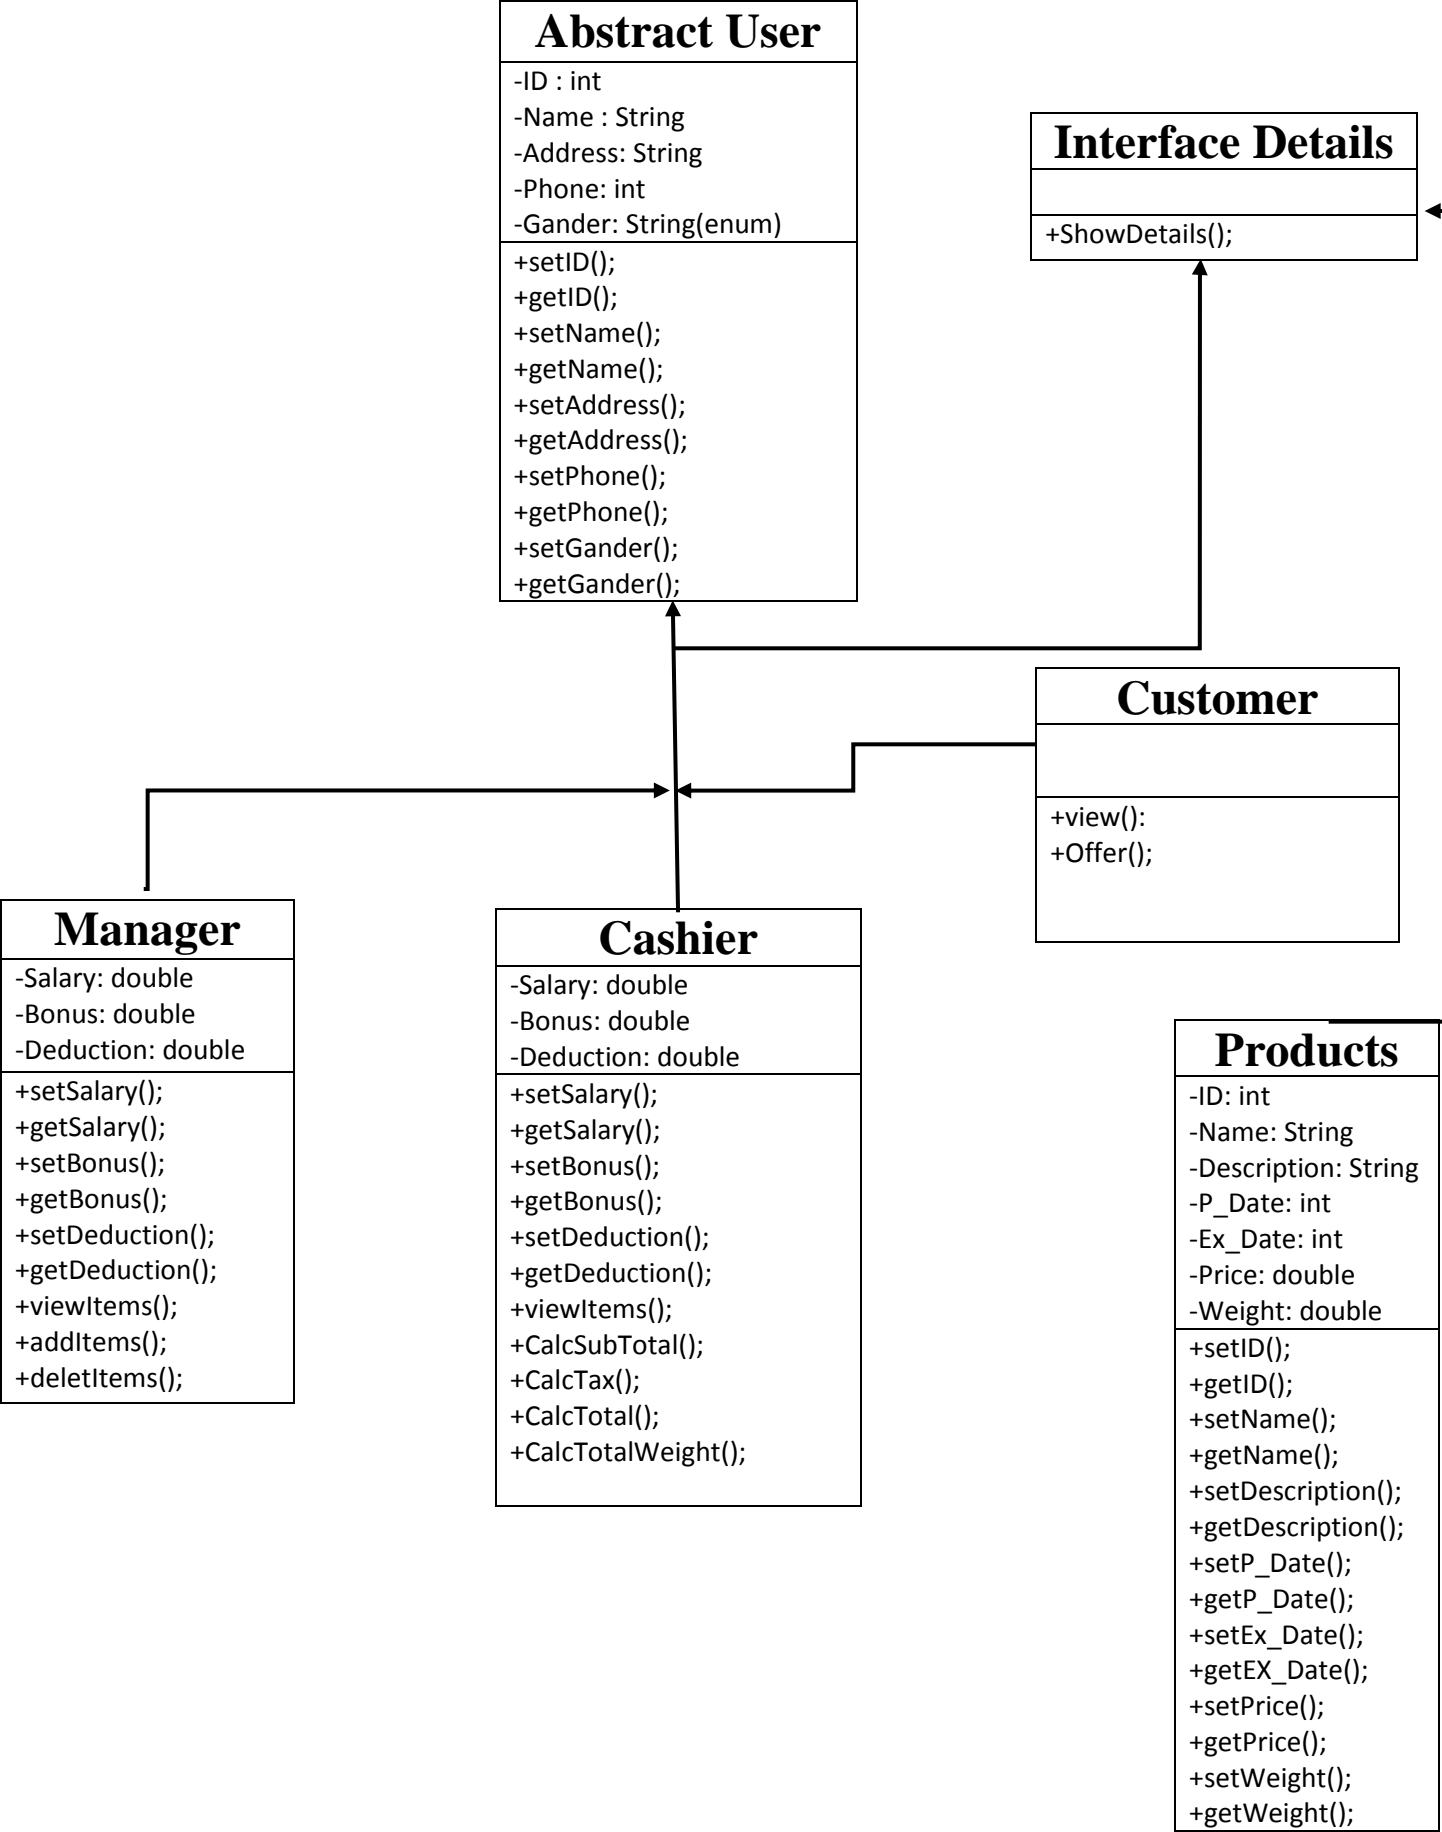 Abstract User
-ID : int
-Name : String
-Address: String
-Phone: int
-Gander: String(enum)
+setID();
+getID();
+setName();
+getName();
+setAddress();
+getAddress();
+setPhone();
+getPhone();
+setGander();
+getGander();
Interface Details
+ShowDetails();
Customer
+view():
+Offer();
Manager
-Salary: double
-Bonus: double
-Deduction: double
+setSalary();
+getSalary();
+setBonus();
+getBonus();
+setDeduction();
+getDeduction();
+viewItems();
+addItems();
+deletItems();
Cashier
-Salary: double
-Bonus: double
-Deduction: double
+setSalary();
+getSalary();
+setBonus();
+getBonus();
+setDeduction();
+getDeduction();
+viewItems();
+CalcSubTotal();
+CalcTax();
+CalcTotal();
+CalcTotalWeight();
Products
-ID: int
-Name: String
-Description: String
-P_Date: int
-Ex_Date: int
-Price: double
-Weight: double
+setID();
+getID();
+setName();
+getName();
+setDescription();
+getDescription();
+setP_Date();
+getP_Date();
+setEx_Date();
+getEX_Date();
+setPrice();
+getPrice();
+setWeight();
+getWeight();